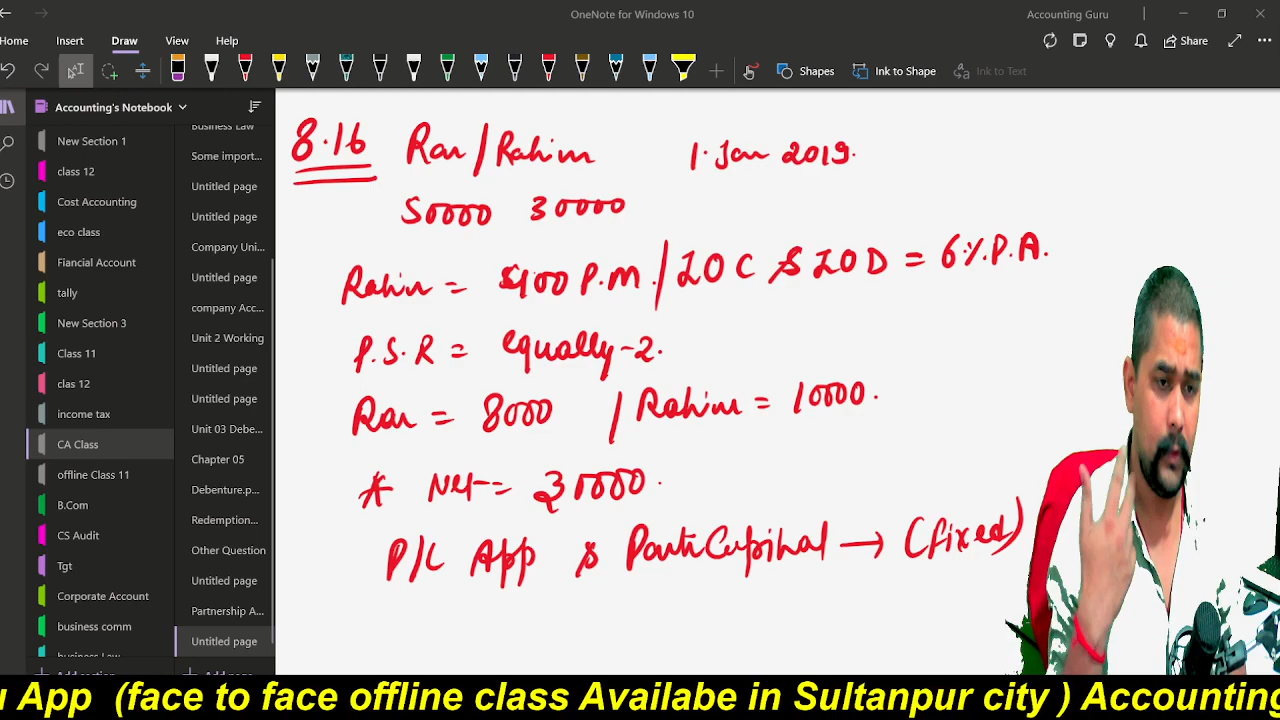 OneNote for Windows 10
Accounting Guru
Home Insert Draw View Help
Share
Shapes Ink to Shape Ink to Text
Accounting's Notebook
New Section 1
class 12
Cost Accounting
eco class
Fiancial Account
tally
New Section 3
Class 11
clas 12
income tax
CA Class
offline Class 11
B.Com
CS Audit
Tgt
Corporate Account
business comm
business Law
Business Law
Some import...
Untitled page
Untitled page
Company Uni...
Untitled page
company Acc...
Unit 2 Working
Untitled page
Untitled page
Unit 03 Debe...
Chapter 05
Debenture.p...
Redemption...
Other Question
Untitled page
Partnership A...
Untitled page
8.16 Ram/Rahim 1. Jan 2019.
50000 30000
Rahim = P.M. / IOC & IOD = 6%.P.A.
P.S.R = equally-2.
Ram = 8000 / Rahim = 10000.
* Net = 30000.
P/L App & → (fixed)
u App (face to face offline class Availabe in Sultanpur city ) Accounting